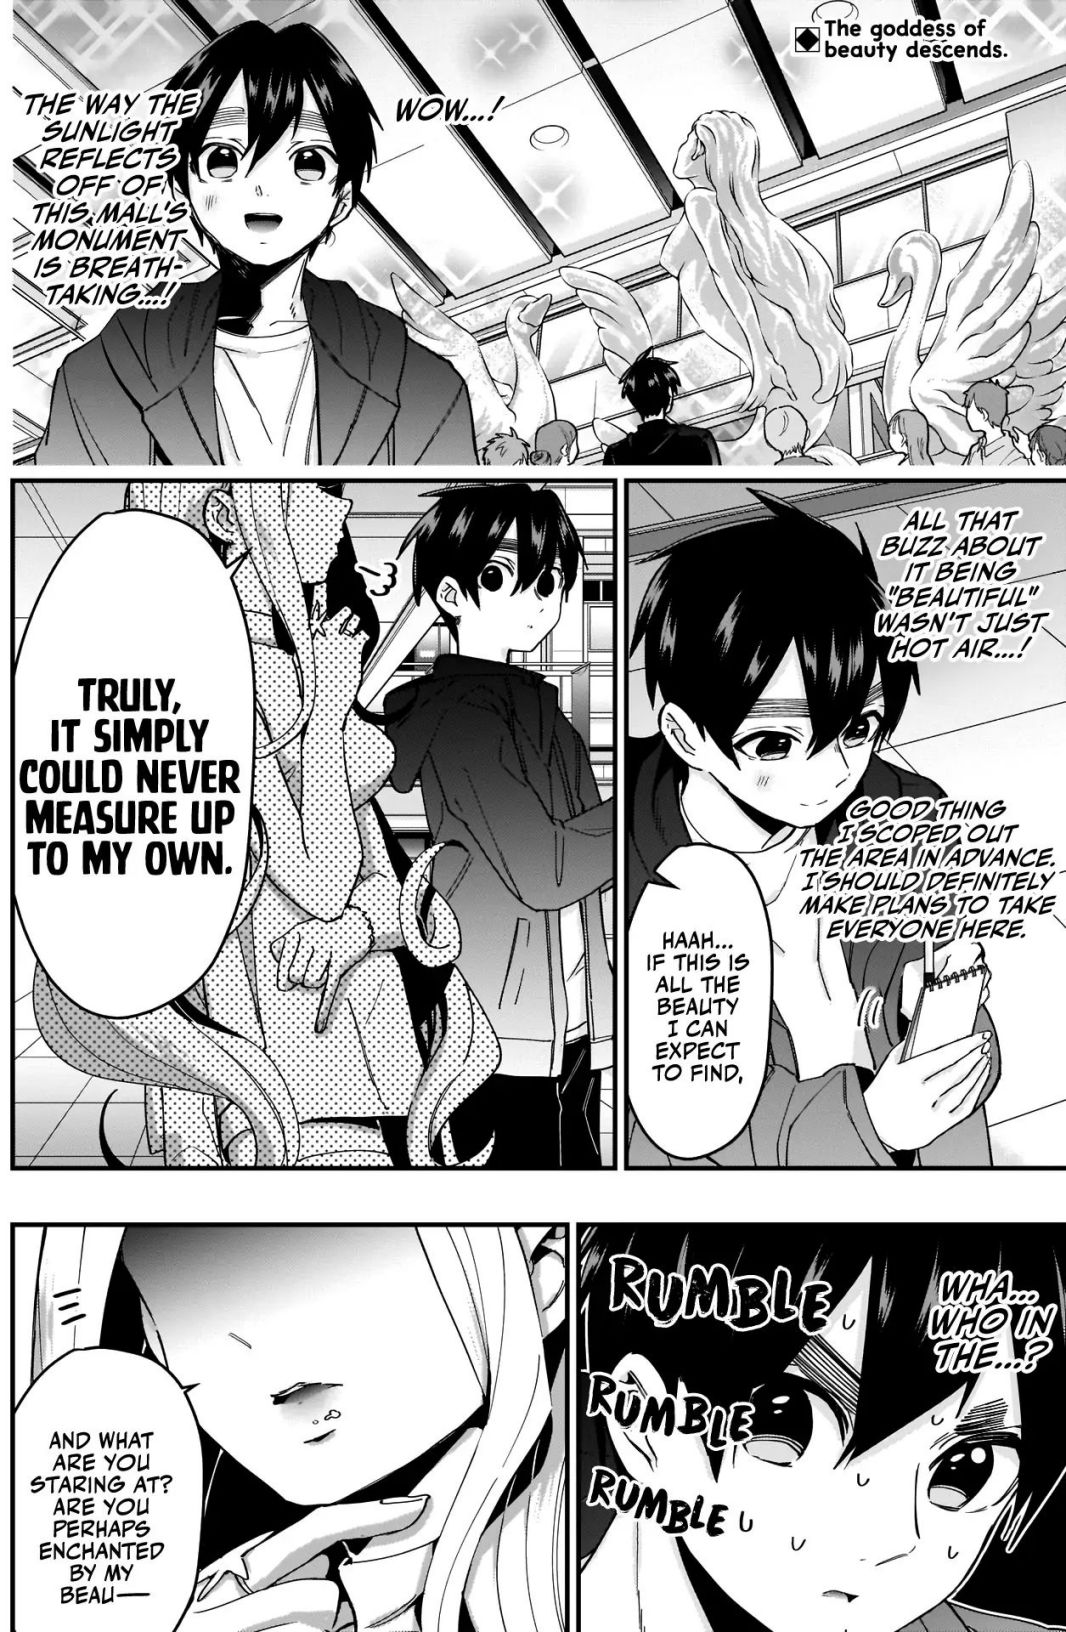 The goddess of
beauty descends.
WOW...!
THE WAY THE
SUNLIGHT
REFLECTS
OFF OF
THIS MALL'S
MONUMENT
IS BREATH-
TAKING...!
ALL THAT
BUZZ ABOUT
IT BEING
"BEAUTIFUL"
WASN'T JUST
HOT AIR...!
GOOD THING
I SCOPED OUT
THE AREA IN ADVANCE.
I SHOULD DEFINITELY
MAKE PLANS TO TAKE
EVERYONE HERE.
HAAH...
IF THIS IS
ALL THE
BEAUTY
I CAN
EXPECT
TO FIND,
TRULY,
IT SIMPLY
COULD NEVER
MEASURE UP
TO MY OWN.
WHA...
WHO IN
THE...?
RUMBLE
RUMBLE
RUMBLE
AND WHAT
ARE YOU
STARING AT?
ARE YOU
PERHAPS
ENCHANTED
BY MY
BEAU—